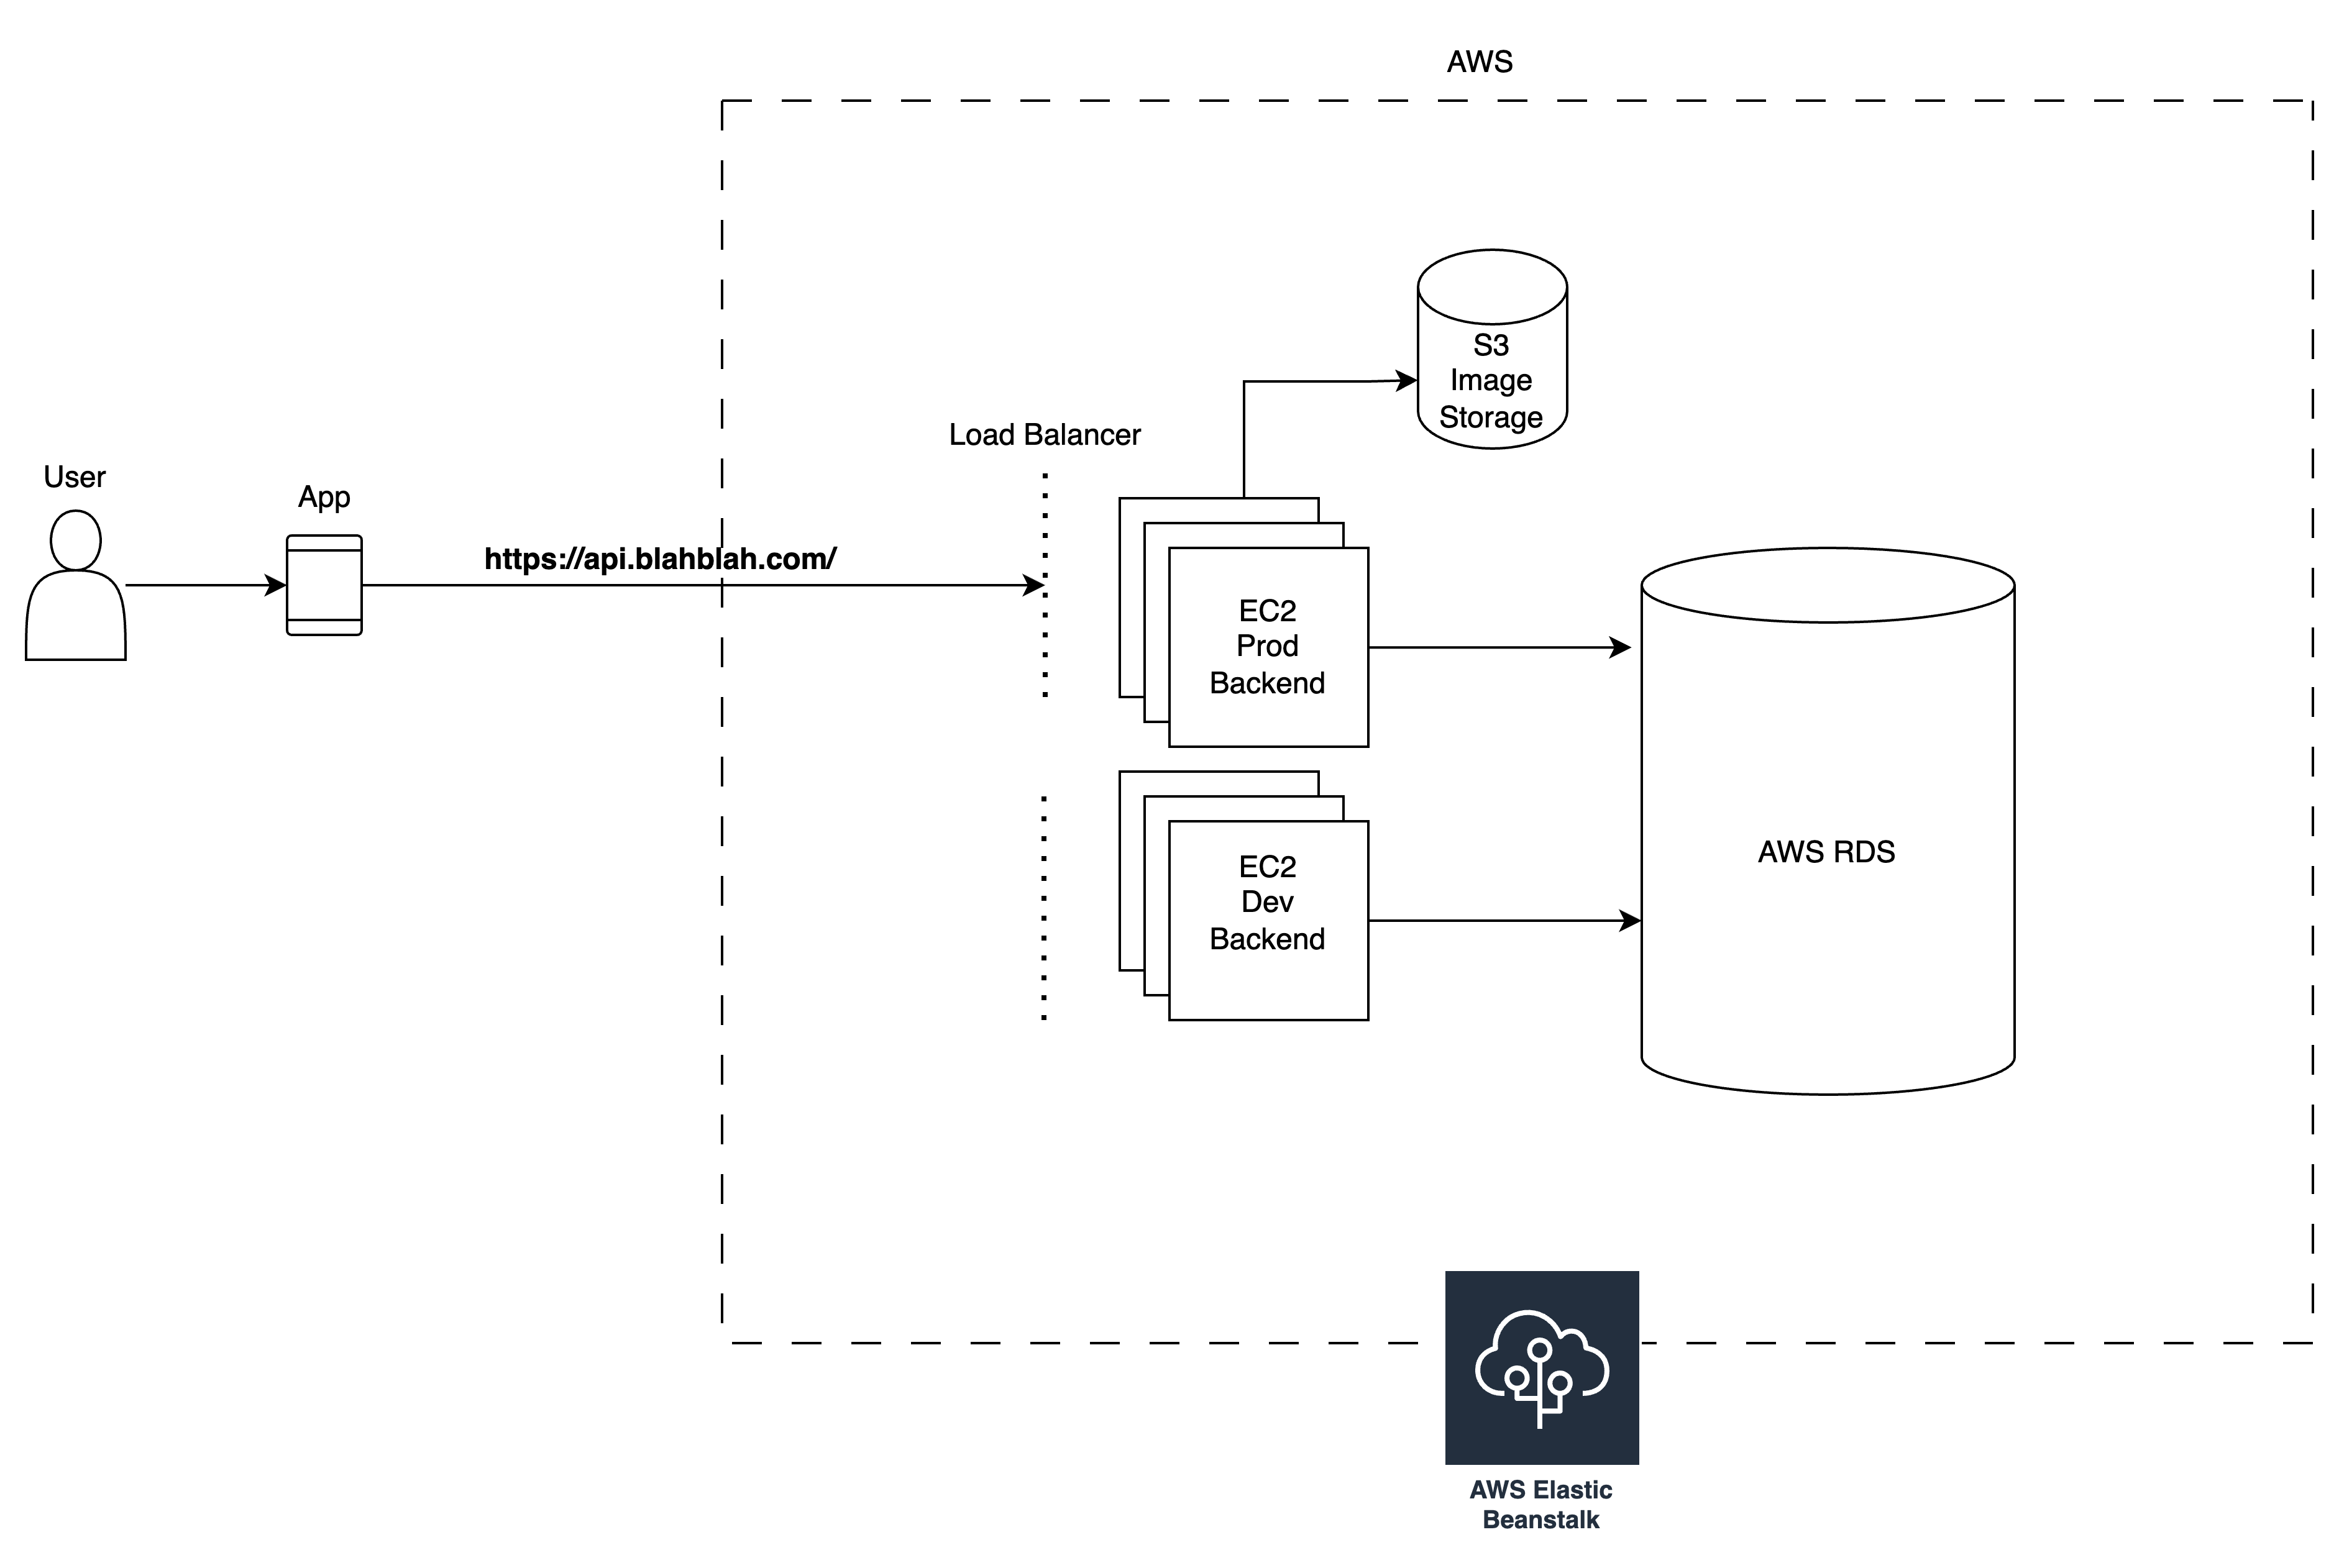 AWS
S3
Image
Storage
Load Balancer
User
App
https://api.blahblah.com/
EC2
Prod
Backend
EC2
Dev
Backend
AWS RDS
AWS Elastic
Beanstalk